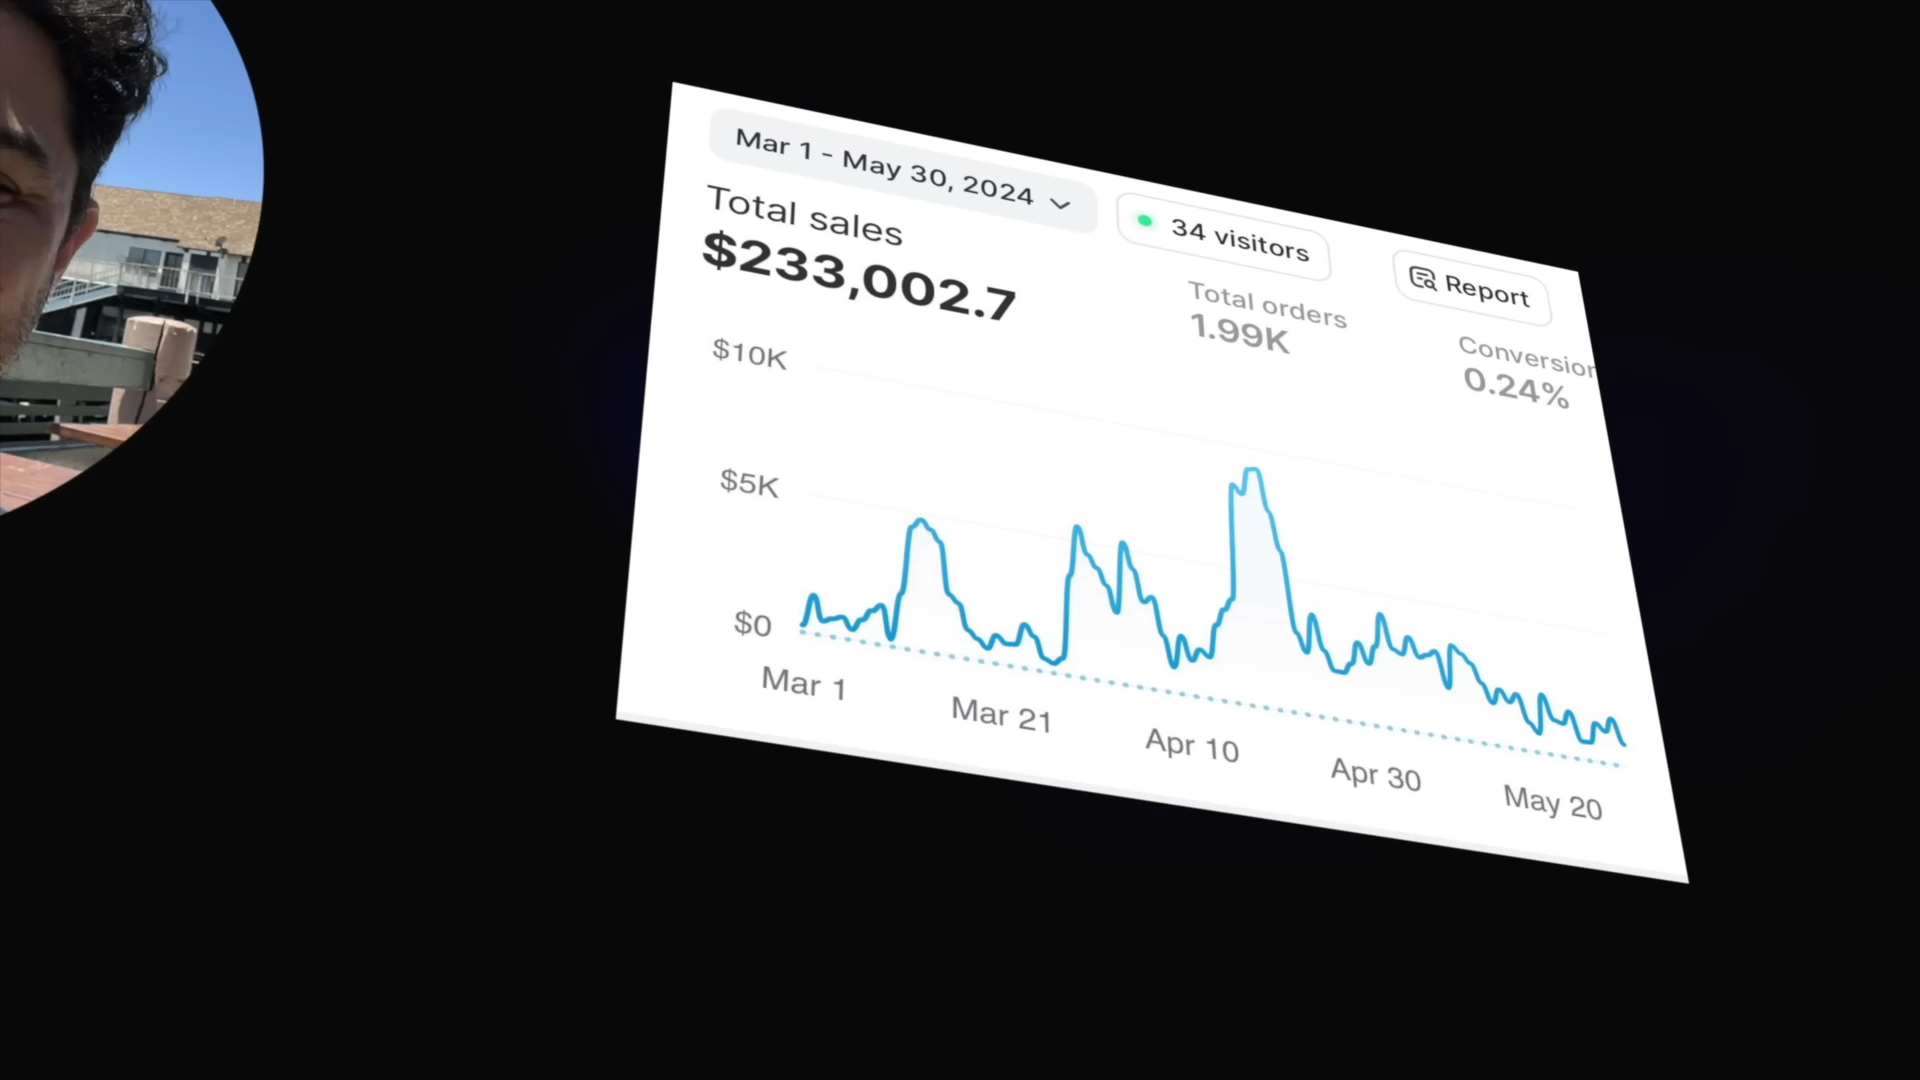 Mar 1 - May 30, 2024
34 visitors
Report
Total sales
$233,002.7
Total orders
1.99K
Conversion
0.24%
$10K
$5K
$0
Mar 1
Mar 21
Apr 10
Apr 30
May 20